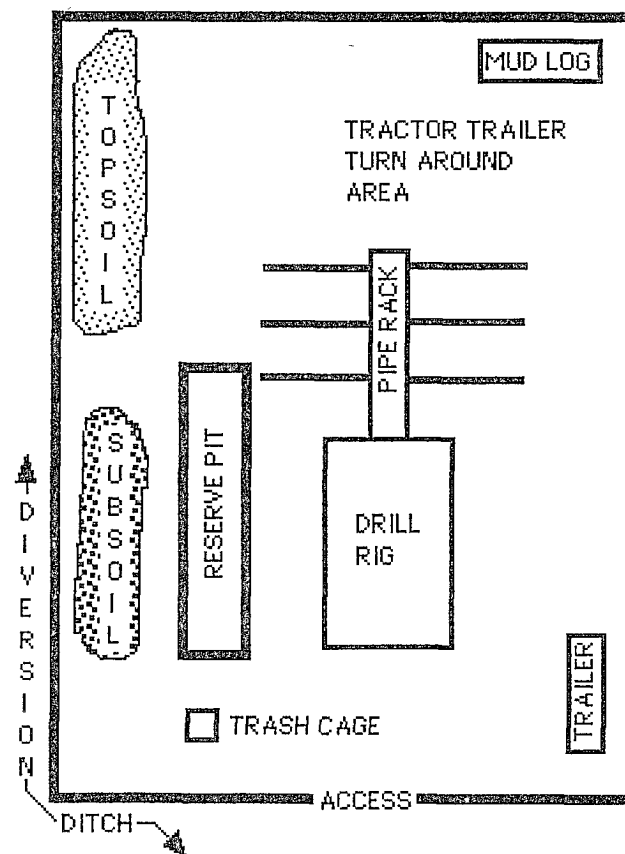 MUD LOG
TOPSOIL
TRACTOR TRAILER
TURN AROUND
AREA
PIPE RACK
RESERVE PIT
SUBSOIL
DRILL
RIG
DIVERSION
DITCH
TRAILER
TRASH CAGE
ACCESS